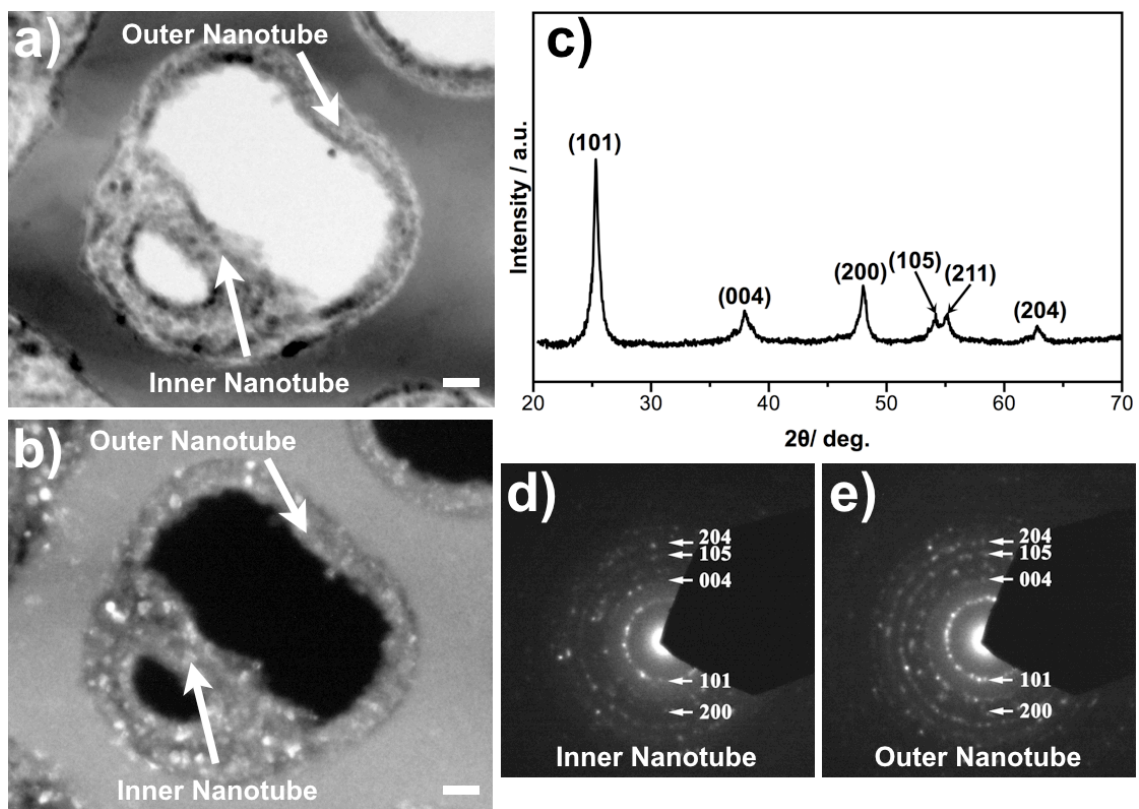 a)
Outer Nanotube
Inner Nanotube
b)
Outer Nanotube
Inner Nanotube
c)
Intensity / a.u.
(101)
(004)
(200)
(105)
(211)
(204)
20
30
40
50
60
70
2θ/ deg.
d)
204
105
004
101
200
Inner Nanotube
e)
204
105
004
101
200
Outer Nanotube